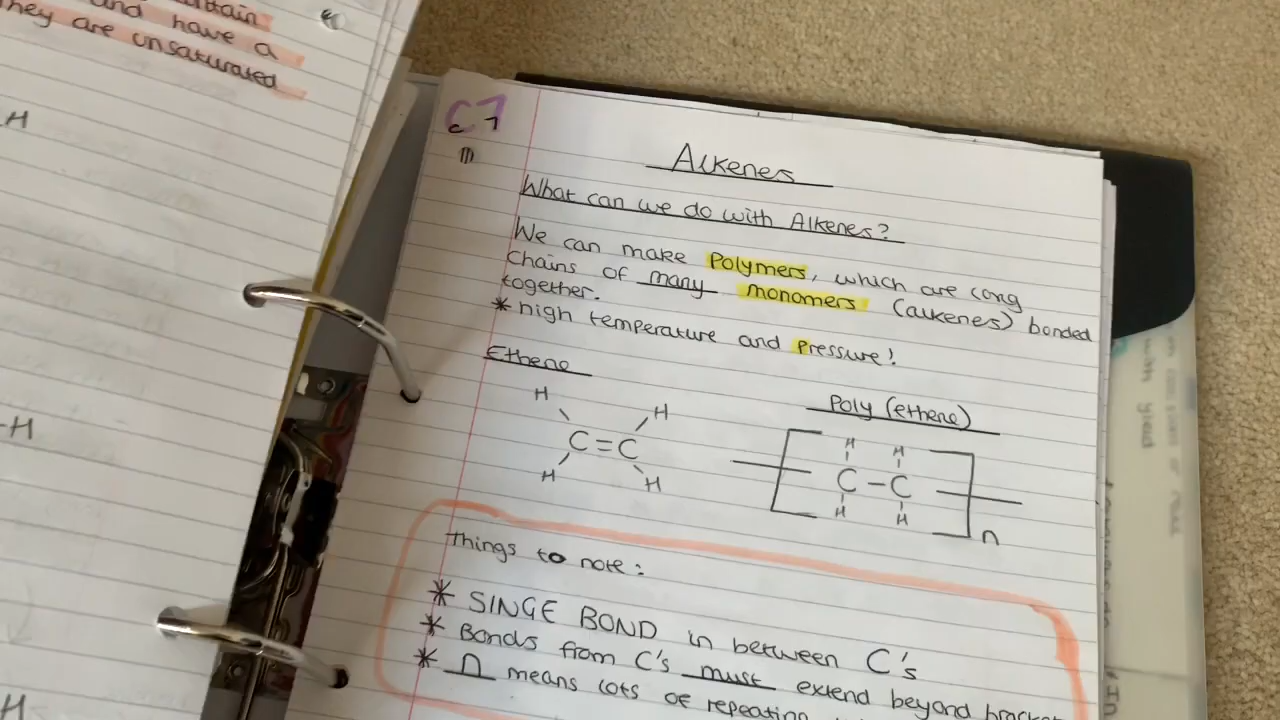 and have a
they are unsaturated
H
H
H
C7
Alkenes
What can we do with Alkenes?
We can make Polymers, which are long
chains of many monomers (alkenes) bonded
together.
* high temperature and pressure!
Ethene
H H
C=C
H H
Poly (ethene)
H H
C-C
H H
n
Things to note:
* SINGE BOND in between C's
* Bonds from C's must extend beyond bracket
* n means lots of repeating